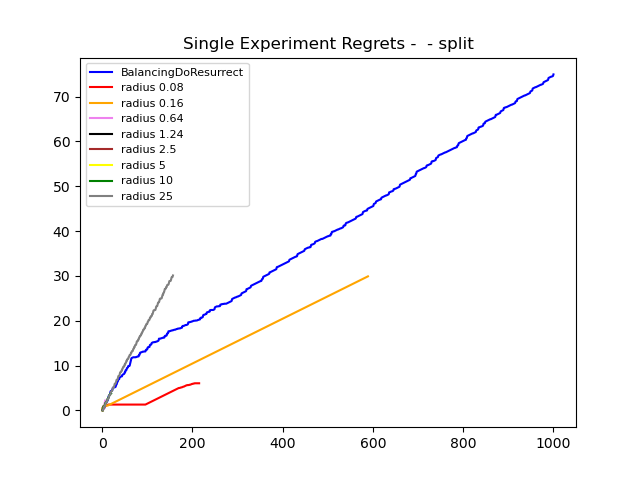 Single Experiment Regrets -  - split
BalancingDoResurrect
radius 0.08
radius 0.16
radius 0.64
radius 1.24
radius 2.5
radius 5
radius 10
radius 25
70
60
50
40
30
20
10
0
0 200 400 600 800 1000